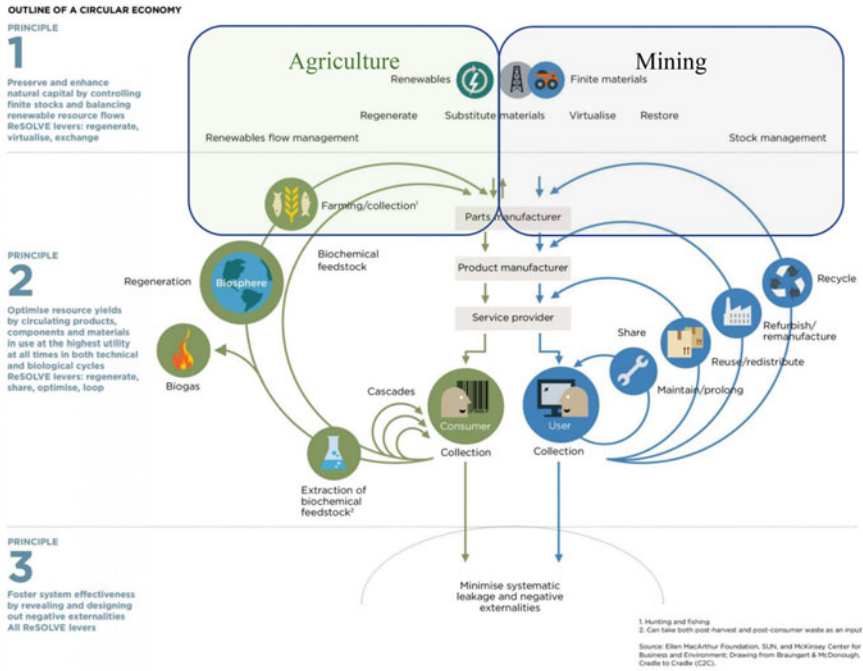 OUTLINE OF A CIRCULAR ECONOMY
PRINCIPLE
1
Preserve and enhance
natural capital by controlling
finite stocks and balancing
renewable resource flows
ReSOLVE levers: regenerate,
virtualise, exchange
Agriculture
Mining
Renewables
Finite materials
Regenerate
Substitute materials
Virtualise
Restore
Renewables flow management
Stock management
Farming/collection¹
Parts manufacturer
PRINCIPLE
2
Optimise resource yields
by circulating products,
components and materials
in use at the highest utility
at all times in both technical
and biological cycles
ReSOLVE levers: regenerate,
share, optimise, loop
Biochemical
feedstock
Regeneration
Biosphere
Product manufacturer
Recycle
Service provider
Share
Refurbish/
remanufacture
Reuse/redistribute
Biogas
Maintain/prolong
Cascades
Consumer
User
Collection
Collection
Extraction of
biochemical
feedstock²
PRINCIPLE
3
Foster system effectiveness
by revealing and designing
out negative externalities
All ReSOLVE levers
Minimise systematic
leakage and negative
externalities
1. Hunting and fishing
2. Can take both post-harvest and post-consumer waste as an input
Source: Ellen MacArthur Foundation, SUN, and McKinsey Center for
Business and Environment; Drawing from Braungart & McDonough,
Cradle to Cradle (C2C).